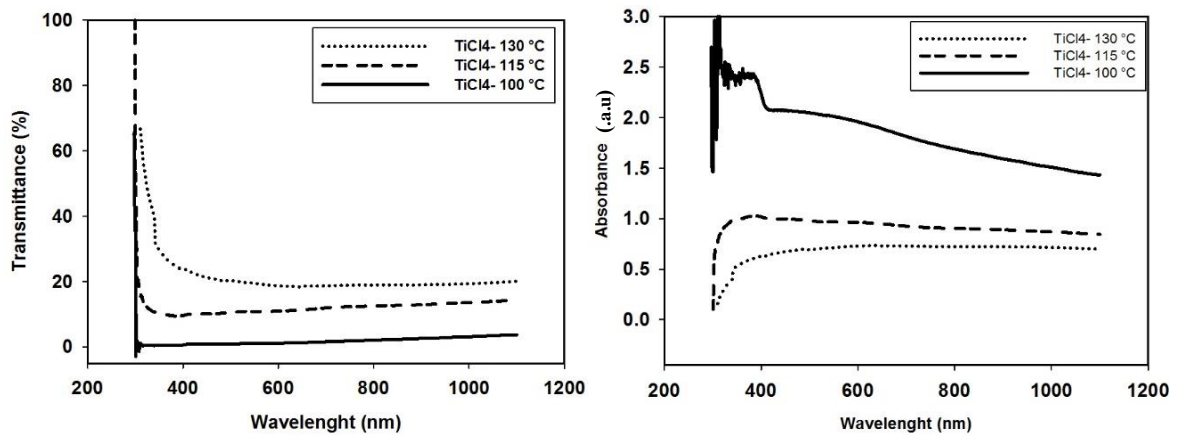 100
80
60
40
20
0
Transmittance (%)
TiCl4- 130 °C
TiCl4- 115 °C
TiCl4- 100 °C
200 400 600 800 1000 1200
Wavelenght (nm)
3.0
2.5
2.0
1.5
1.0
0.5
0.0
Absorbance (.a.u)
TiCl4- 130 °C
TiCl4- 115 °C
TiCl4- 100 °C
200 400 600 800 1000 1200
Wavelenght (nm)